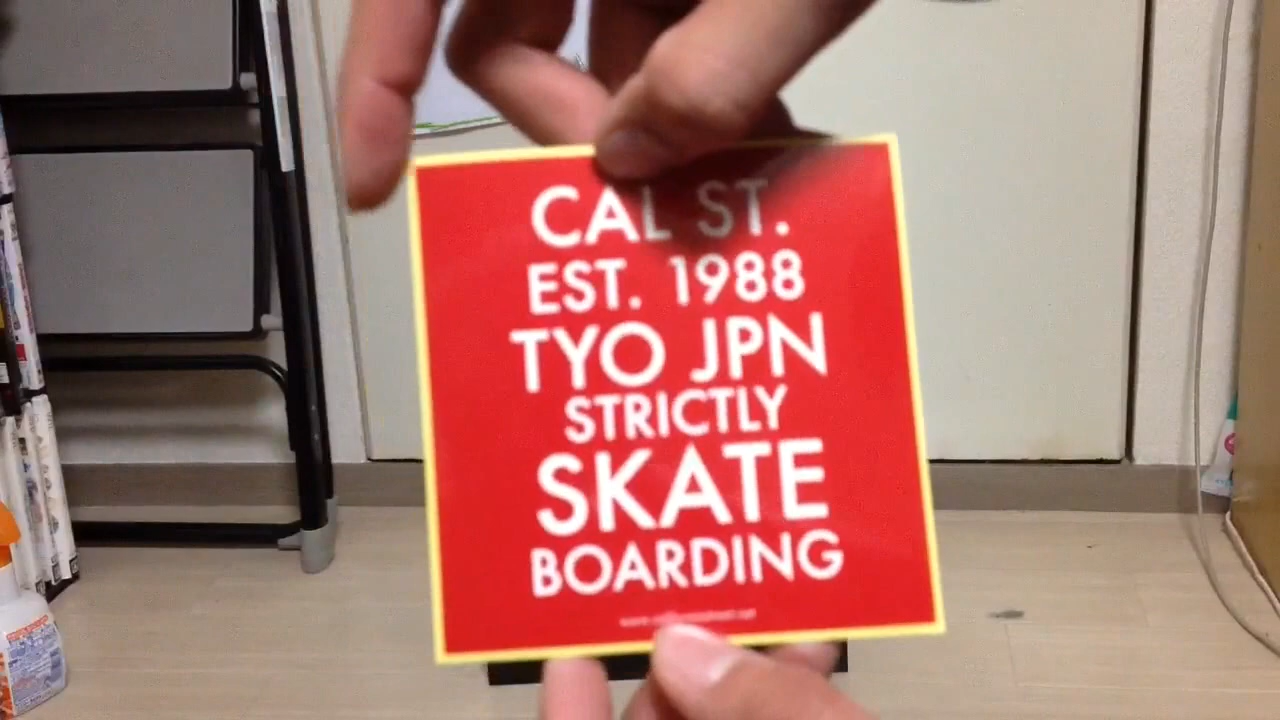 CAL ST.
EST. 1988
TYO JPN
STRICTLY
SKATE
BOARDING